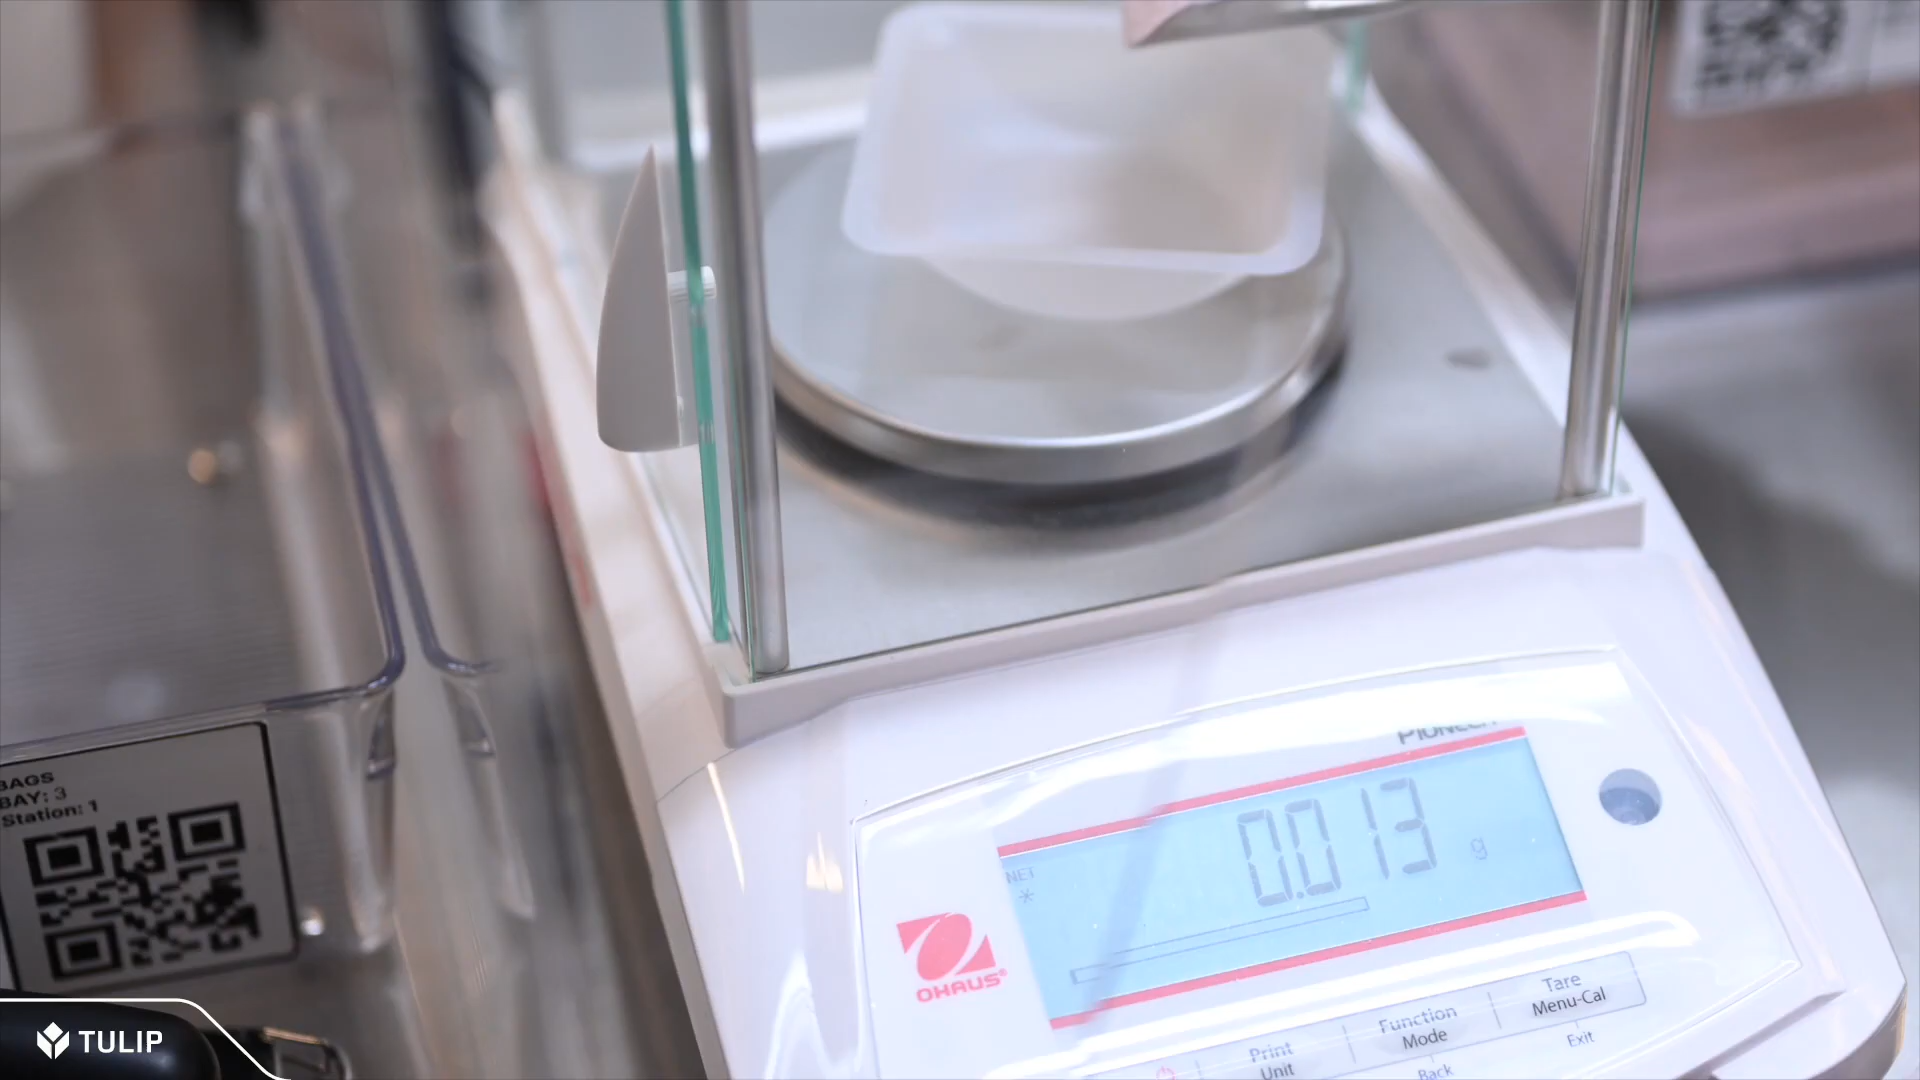 BAGS
BAY: 3
Station: 1
TULIP
PIONEER
NET
*
0.013 g
OHAUS®
Tare
Menu-Cal
Function
Mode
Print
Unit
Exit
Back